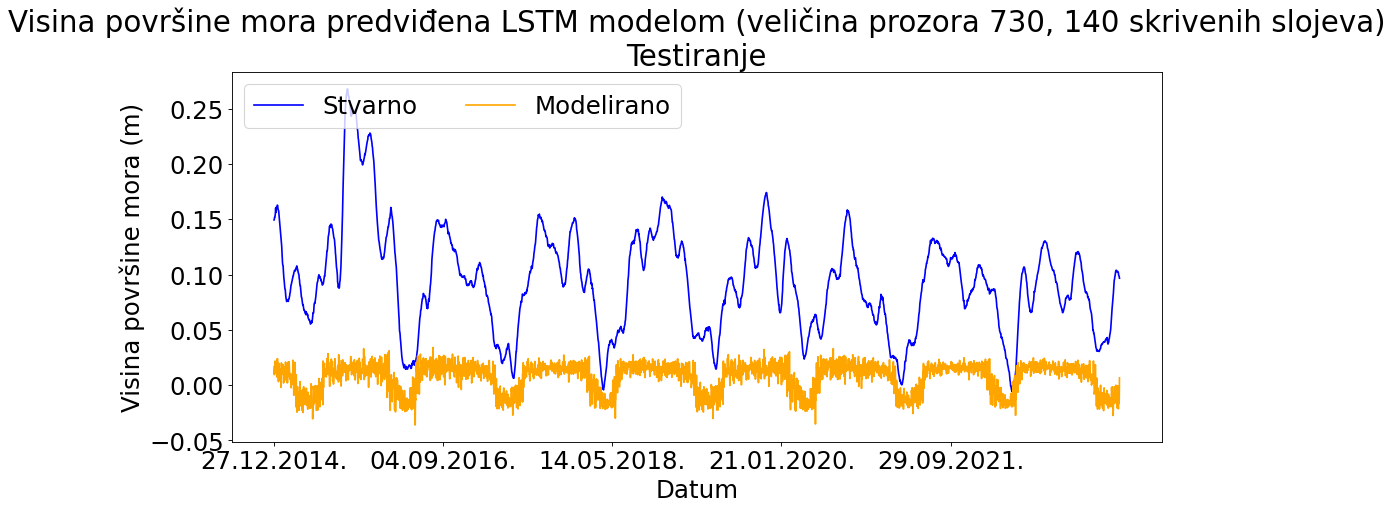 Visina površine mora predviđena LSTM modelom (veličina prozora 730, 140 skrivenih slojeva)
Testiranje
Stvarno Modelirano
Visina površine mora (m)
0.25
0.20
0.15
0.10
0.05
0.00
−0.05
27.12.2014. 04.09.2016. 14.05.2018. 21.01.2020. 29.09.2021.
Datum